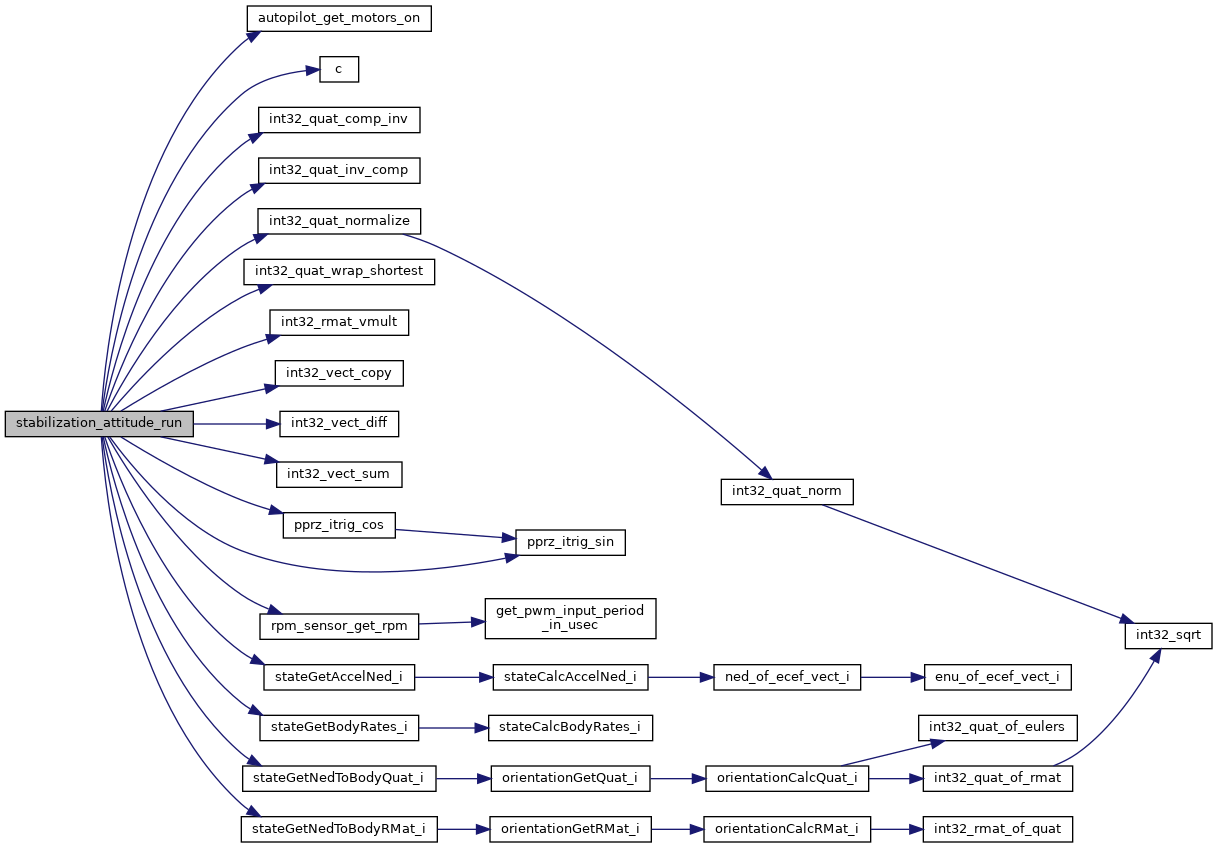 autopilot_get_motors_on
c
int32_quat_comp_inv
int32_quat_inv_comp
int32_quat_normalize
int32_quat_wrap_shortest
int32_rmat_vmult
int32_vect_copy
stabilization_attitude_run
int32_vect_diff
int32_vect_sum
int32_quat_norm
pprz_itrig_cos
pprz_itrig_sin
rpm_sensor_get_rpm
get_pwm_input_period
_in_usec
int32_sqrt
stateGetAccelNed_i
stateCalcAccelNed_i
ned_of_ecef_vect_i
enu_of_ecef_vect_i
stateGetBodyRates_i
stateCalcBodyRates_i
int32_quat_of_eulers
stateGetNedToBodyQuat_i
orientationGetQuat_i
orientationCalcQuat_i
int32_quat_of_rmat
stateGetNedToBodyRMat_i
orientationGetRMat_i
orientationCalcRMat_i
int32_rmat_of_quat